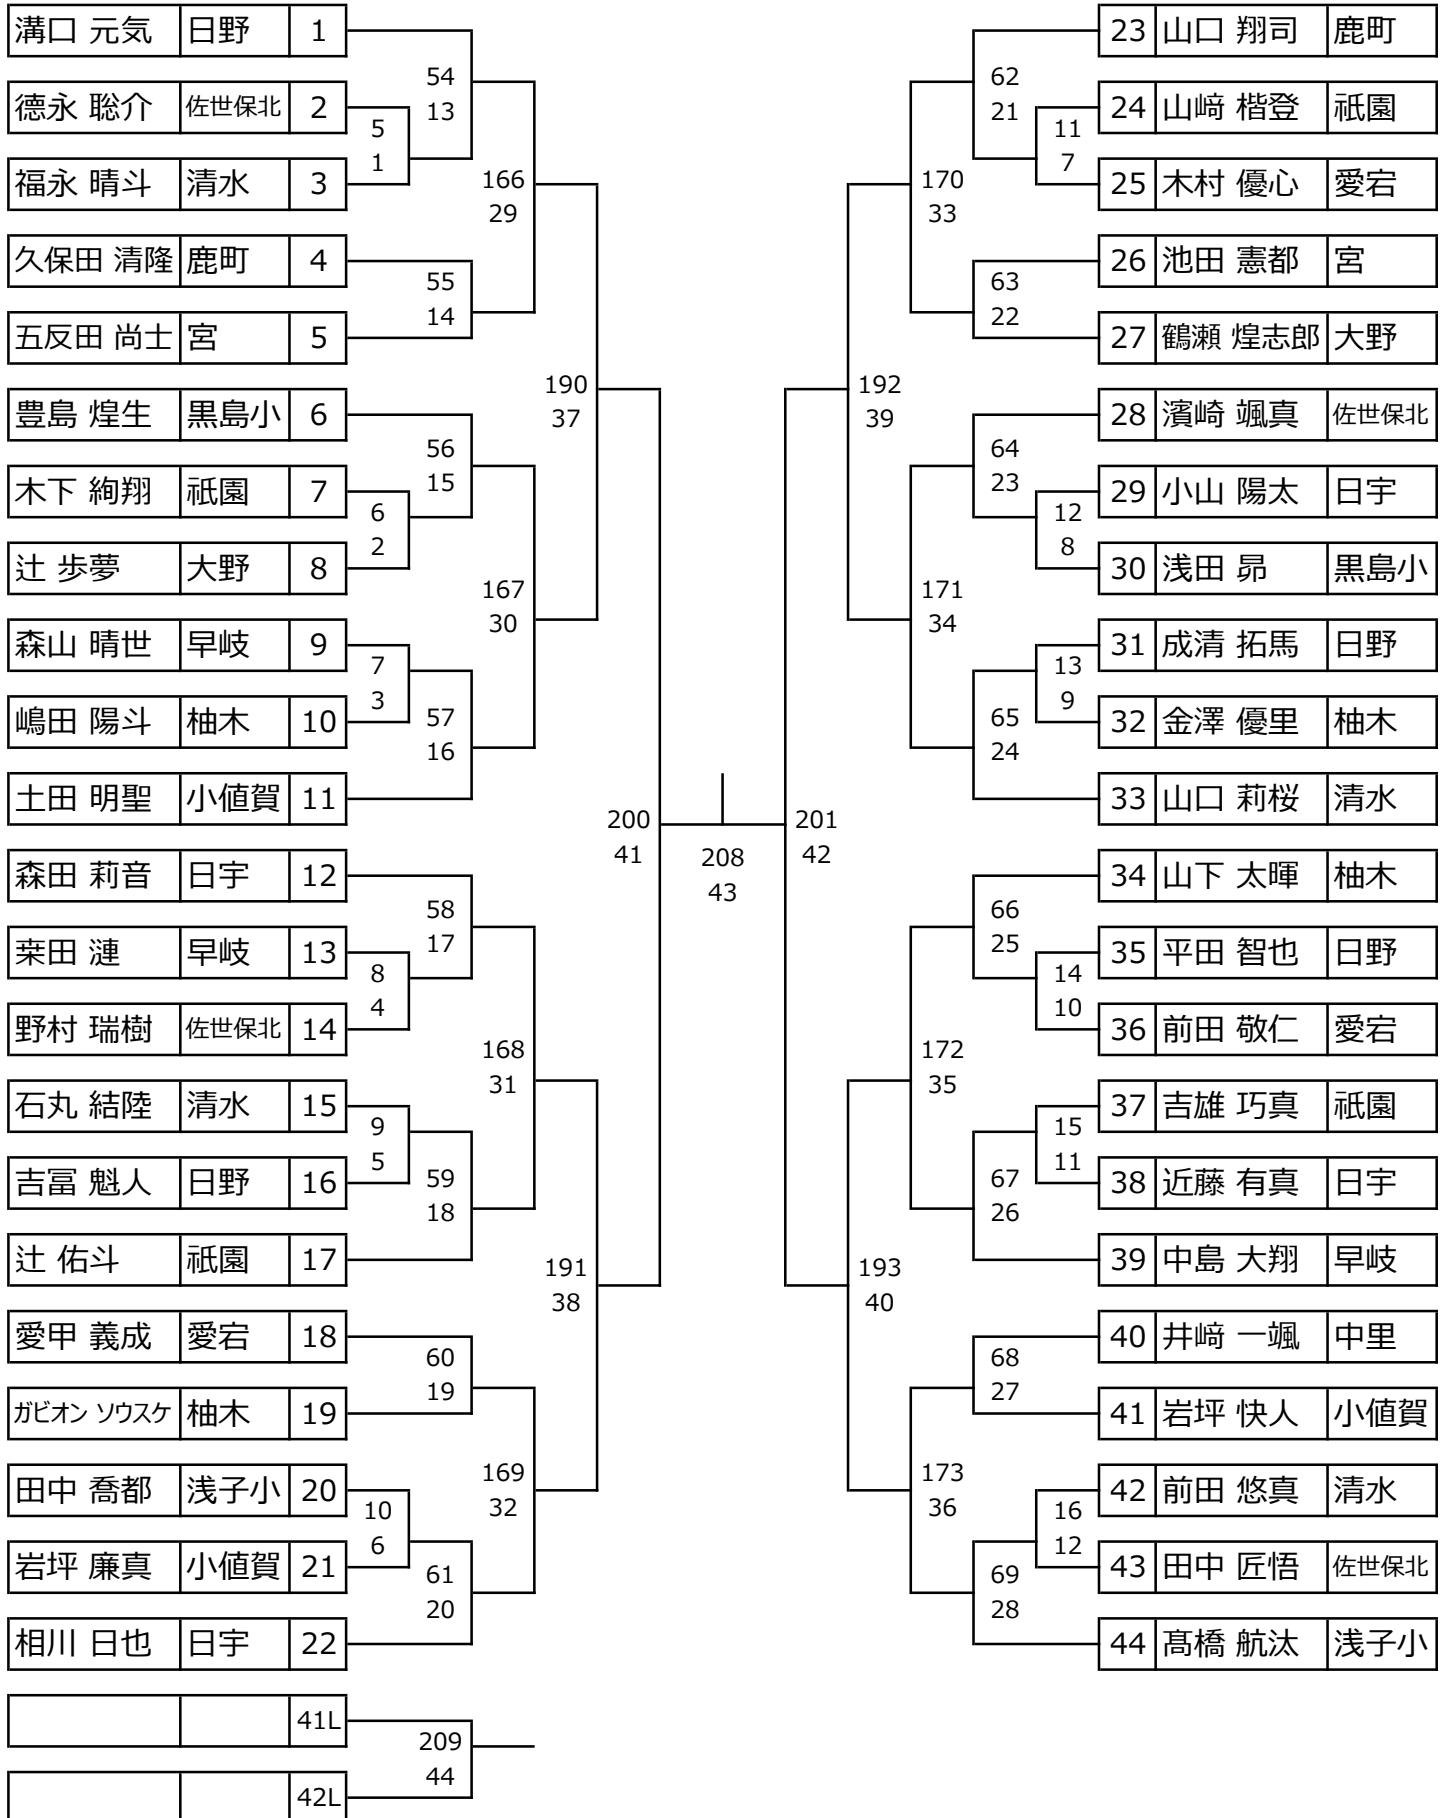 溝口 元気 日野 1
德永 聡介 佐世保北 2
福永 晴斗 清水 3
久保田 清隆 鹿町 4
五反田 尚士 宮 5
豊島 煌生 黒島小 6
木下 絢翔 祇園 7
辻 歩夢 大野 8
森山 晴世 早岐 9
嶋田 陽斗 柚木 10
土田 明聖 小値賀 11
森田 莉音 日宇 12
桒田 漣 早岐 13
野村 瑞樹 佐世保北 14
石丸 結陸 清水 15
吉冨 魁人 日野 16
辻 佑斗 祇園 17
愛甲 義成 愛宕 18
ガビオン ソウスケ 柚木 19
田中 喬都 浅子小 20
岩坪 廉真 小値賀 21
相川 日也 日宇 22
41L
42L
5
1
6
2
7
3
8
4
9
5
10
6
54
13
55
14
56
15
57
16
58
17
59
18
60
19
61
20
209
44
166
29
167
30
168
31
169
32
190
37
191
38
200
41
208
43
201
42
192
39
193
40
170
33
171
34
172
35
173
36
62
21
63
22
64
23
65
24
66
25
67
26
68
27
69
28
11
7
12
8
13
9
14
10
15
11
16
12
23 山口 翔司 鹿町
24 山﨑 楷登 祇園
25 木村 優心 愛宕
26 池田 憲都 宮
27 鶴瀬 煌志郎 大野
28 濱崎 颯真 佐世保北
29 小山 陽太 日宇
30 浅田 昴 黒島小
31 成清 拓馬 日野
32 金澤 優里 柚木
33 山口 莉桜 清水
34 山下 太暉 柚木
35 平田 智也 日野
36 前田 敬仁 愛宕
37 吉雄 巧真 祇園
38 近藤 有真 日宇
39 中島 大翔 早岐
40 井﨑 一颯 中里
41 岩坪 快人 小値賀
42 前田 悠真 清水
43 田中 匠悟 佐世保北
44 髙橋 航汰 浅子小